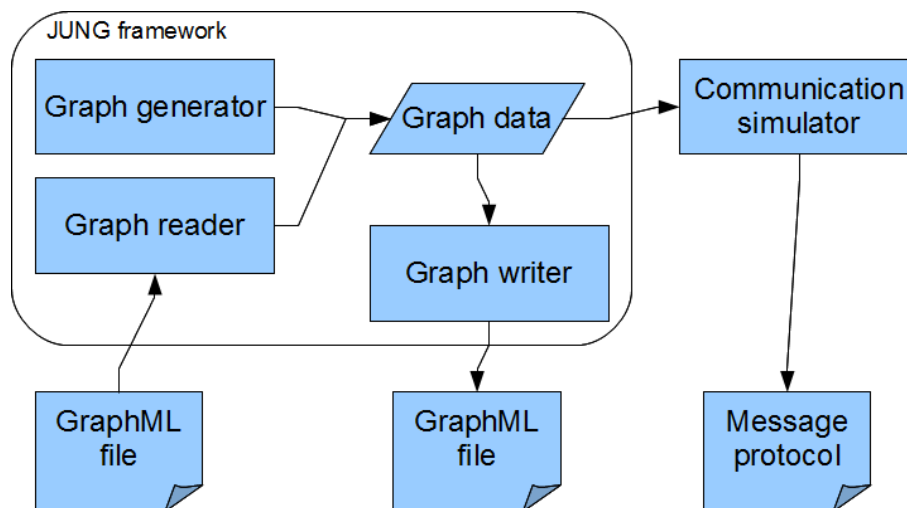 JUNG framework
Graph generator
Graph data
Communication
simulator
Graph reader
Graph writer
GraphML
file
GraphML
file
Message
protocol